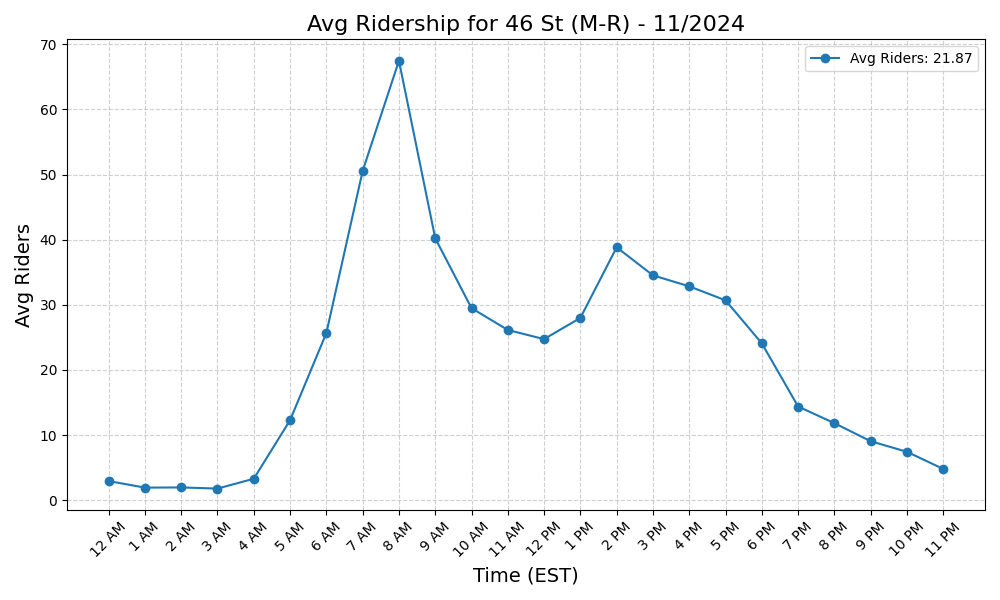 Avg Ridership for 46 St (M-R) - 11/2024
Avg Riders: 21.87
Avg Riders
70
60
50
40
30
20
10
0
12 AM
1 AM
2 AM
3 AM
4 AM
5 AM
6 AM
7 AM
8 AM
9 AM
10 AM
11 AM
12 PM
1 PM
2 PM
3 PM
4 PM
5 PM
6 PM
7 PM
8 PM
9 PM
10 PM
11 PM
Time (EST)